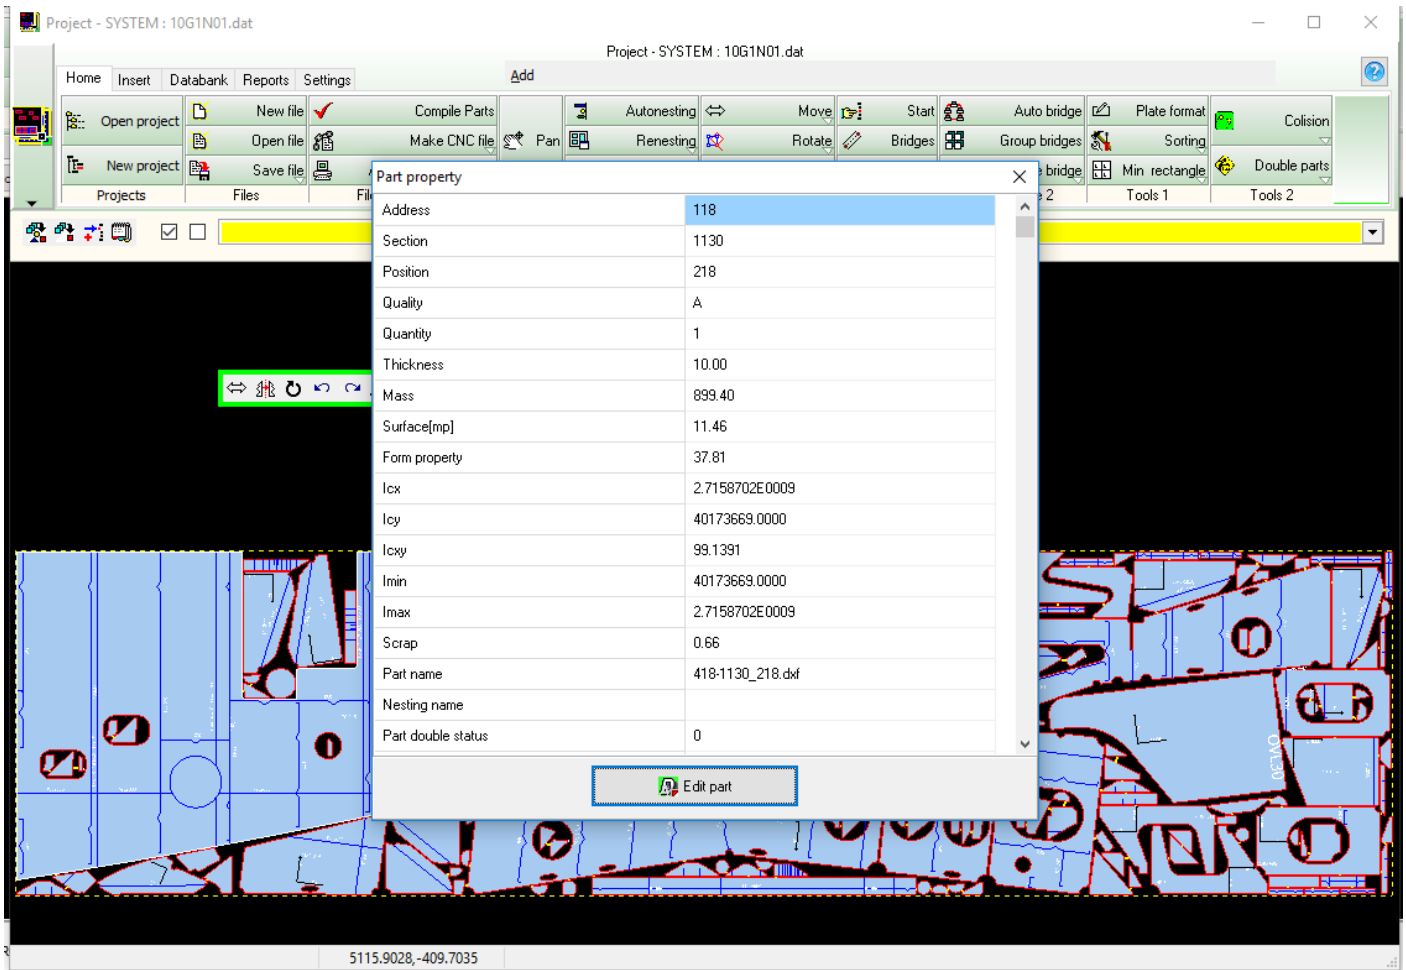 Project - SYSTEM : 10G1N01.dat
Project - SYSTEM : 10G1N01.dat
Home Insert Databank Reports Settings
Add
Open project
New file
Compile Parts
Autonesting
Move
Start
Auto bridge
Plate format
Colision
Open file
Make CNC file
Pan
Renesting
Rotate
Bridges
Group bridges
Sorting
New project
Save file
bridge
Min rectangle
Double parts
Projects
Files
2
Tools 1
Tools 2
Part property
Address 118
Section 1130
Position 218
Quality A
Quantity 1
Thickness 10.00
Mass 899.40
Surface[mp] 11.46
Form property 37.81
Icx 2.7158702E0009
Icy 40173669.0000
Icxy 99.1391
Imin 40173669.0000
Imax 2.7158702E0009
Scrap 0.66
Part name 418-1130_218.dxf
Nesting name
Part double status 0
Edit part
OVL30
5115.9028,-409.7035